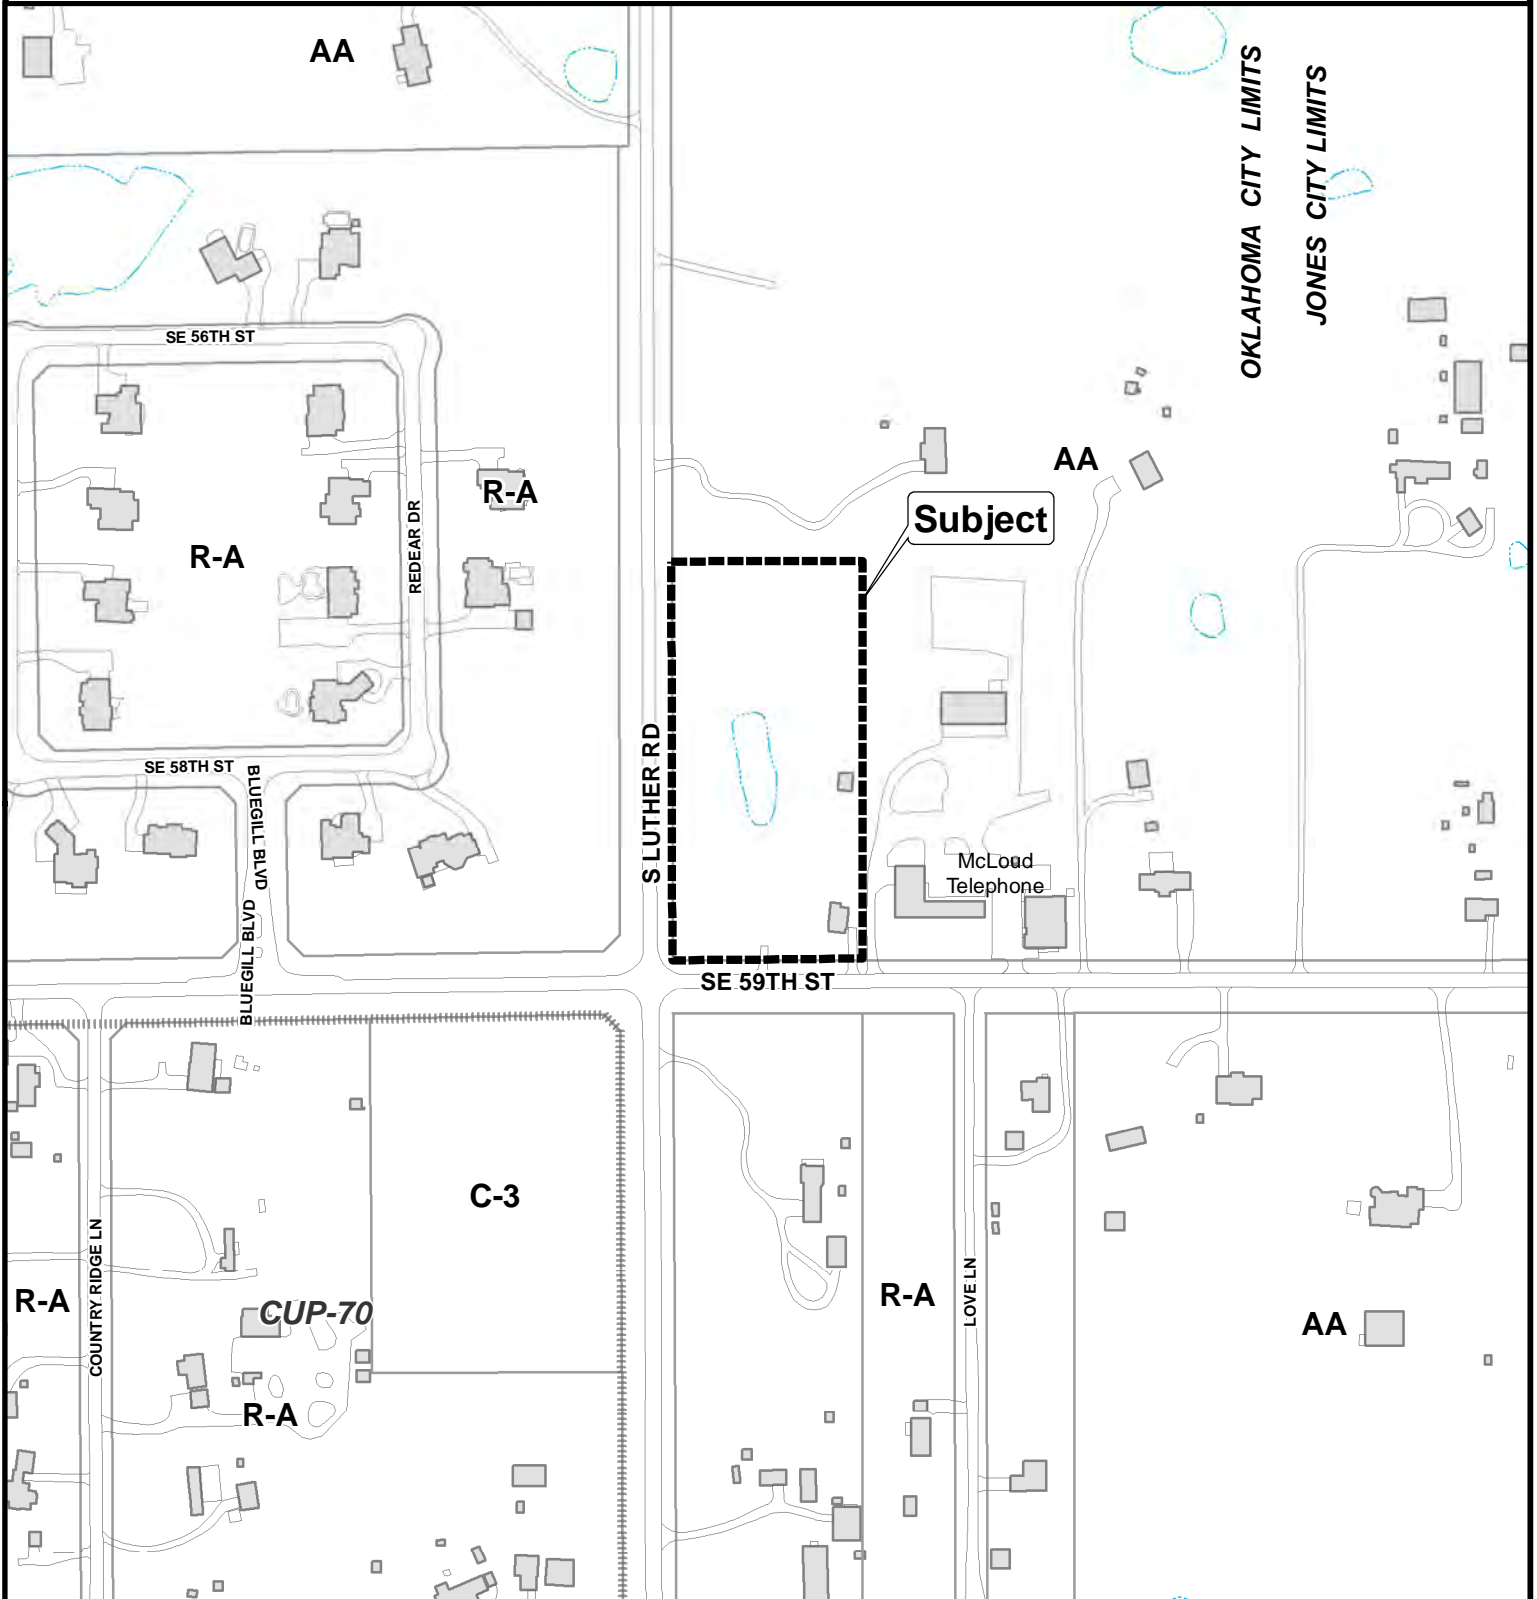 AA
OKLAHOMA CITY LIMITS
JONES CITY LIMITS
SE 56TH ST
AA
R-A
Subject
R-A
REDEAR DR
S LUTHER RD
SE 58TH ST
BLUEGILL BLVD
McLoud
Telephone
BLUEGILL BLVD
SE 59TH ST
C-3
COUNTRY RIDGE LN
LOVE LN
R-A
R-A
CUP-70
AA
R-A